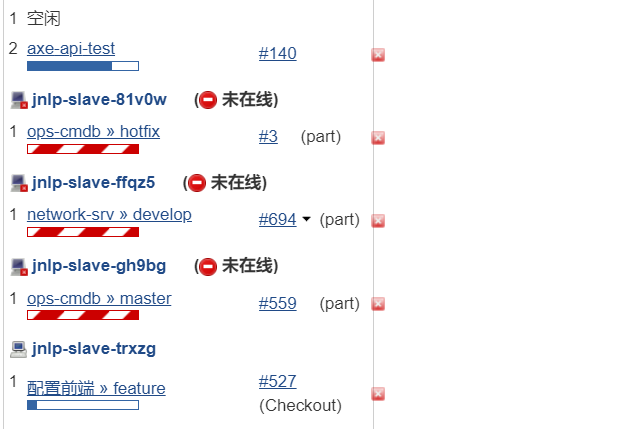 1 空闲
2 axe-api-test #140
jnlp-slave-81v0w (未在线)
1 ops-cmdb » hotfix #3 (part)
jnlp-slave-ffqz5 (未在线)
1 network-srv » develop #694 (part)
jnlp-slave-gh9bg (未在线)
1 ops-cmdb » master #559 (part)
jnlp-slave-trxzg
1 配置前端 » feature #527
(Checkout)